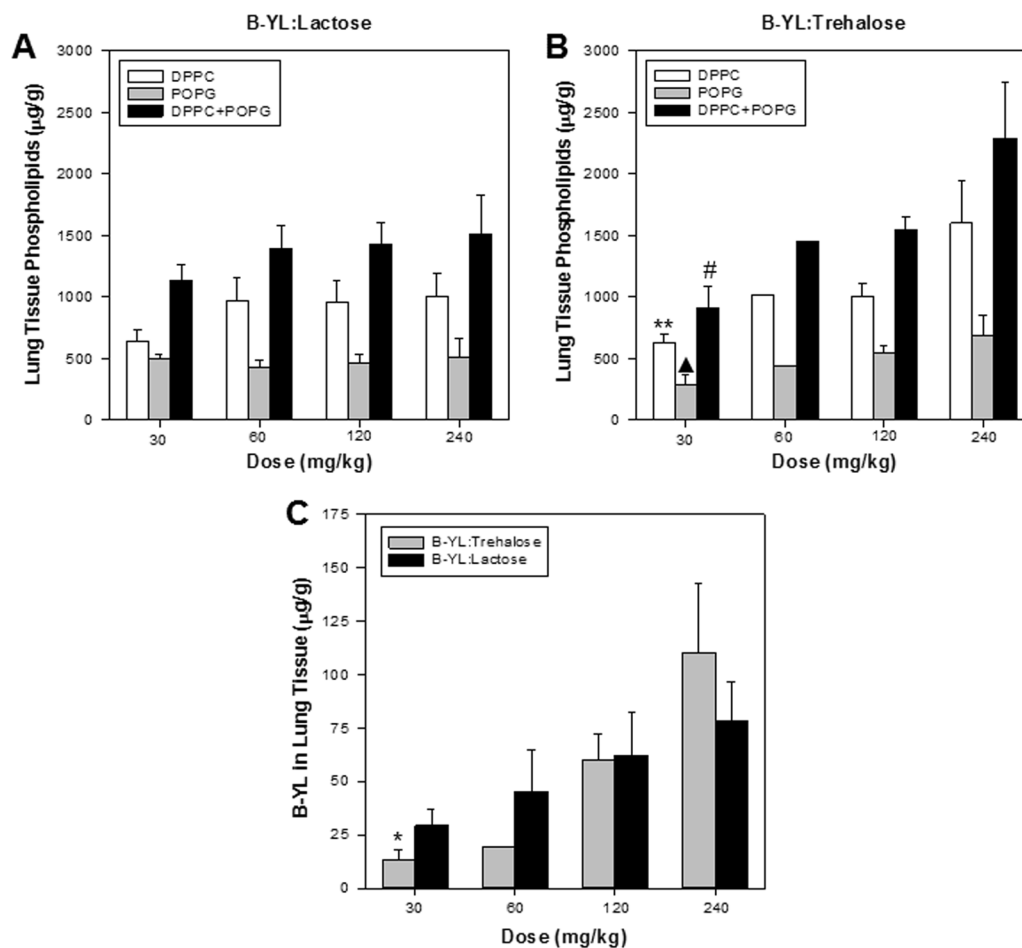 B-YL:Lactose
A
Lung Tissue Phospholipids (µg/g)
3000
2500
2000
1500
1000
500
0
DPPC
POPG
DPPC+POPG
30 60 120 240
Dose (mg/kg)
B-YL:Trehalose
B
Lung Tissue Phospholipids (µg/g)
3000
2500
2000
1500
1000
500
0
DPPC
POPG
DPPC+POPG
#
**
▲
30 60 120 240
Dose (mg/kg)
C
B-YL in Lung Tissue (µg/g)
175
150
125
100
75
50
25
0
B-YL:Trehalose
B-YL:Lactose
*
30 60 120 240
Dose (mg/kg)